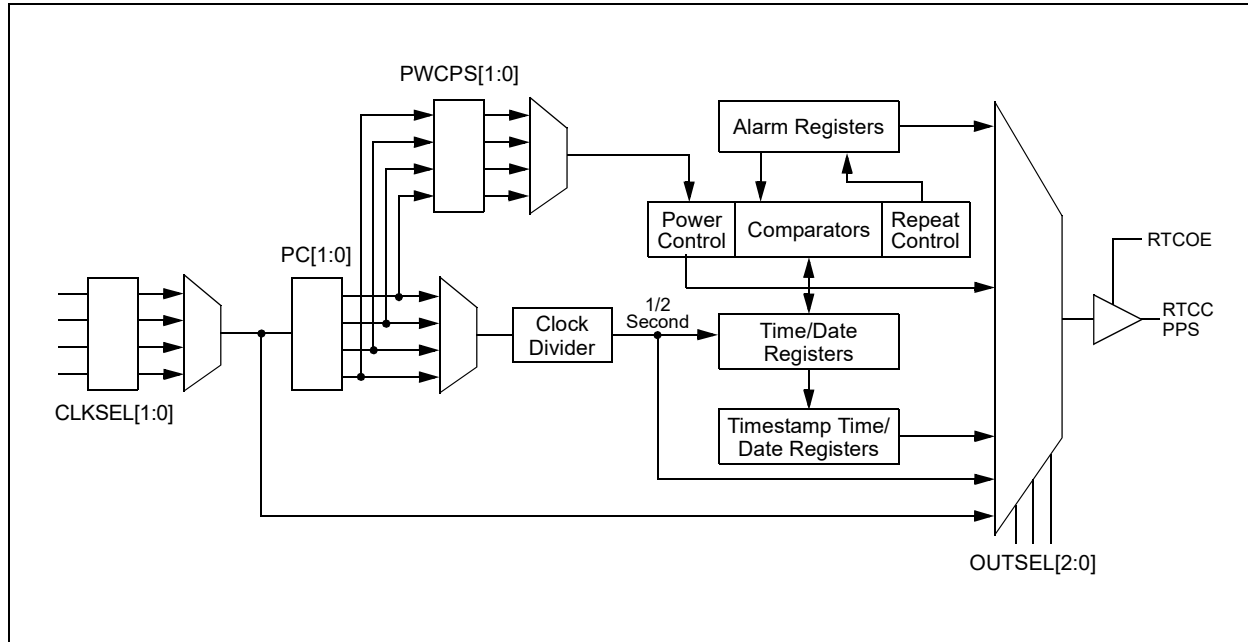 PWCPS[1:0]
Alarm Registers
Power
Control
Comparators
Repeat
Control
RTCOE
PC[1:0]
1/2
Second
Clock
Divider
Time/Date
Registers
RTCC
PPS
CLKSEL[1:0]
Timestamp Time/
Date Registers
OUTSEL[2:0]